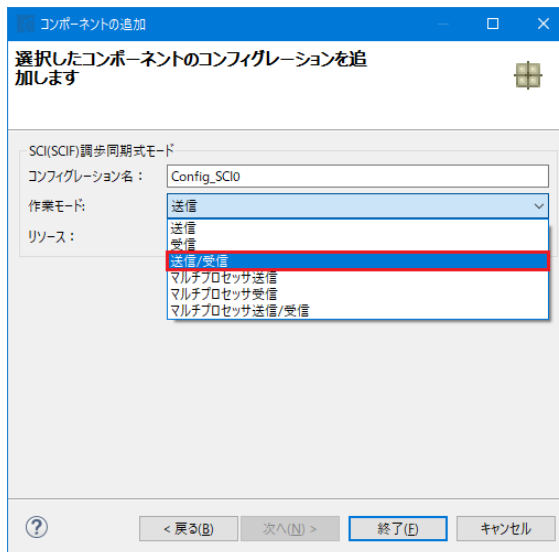 コンポーネントの追加
選択したコンポーネントのコンフィグレーションを追
加します
SCI(SCIF)調歩同期式モード
コンフィグレーション名：
Config_SCI0
作業モード:
送信
リソース：
送信
受信
送信/受信
マルチプロセッサ送信
マルチプロセッサ受信
マルチプロセッサ送信/受信
?
< 戻る(B)
次へ(N) >
終了(F)
キャンセル